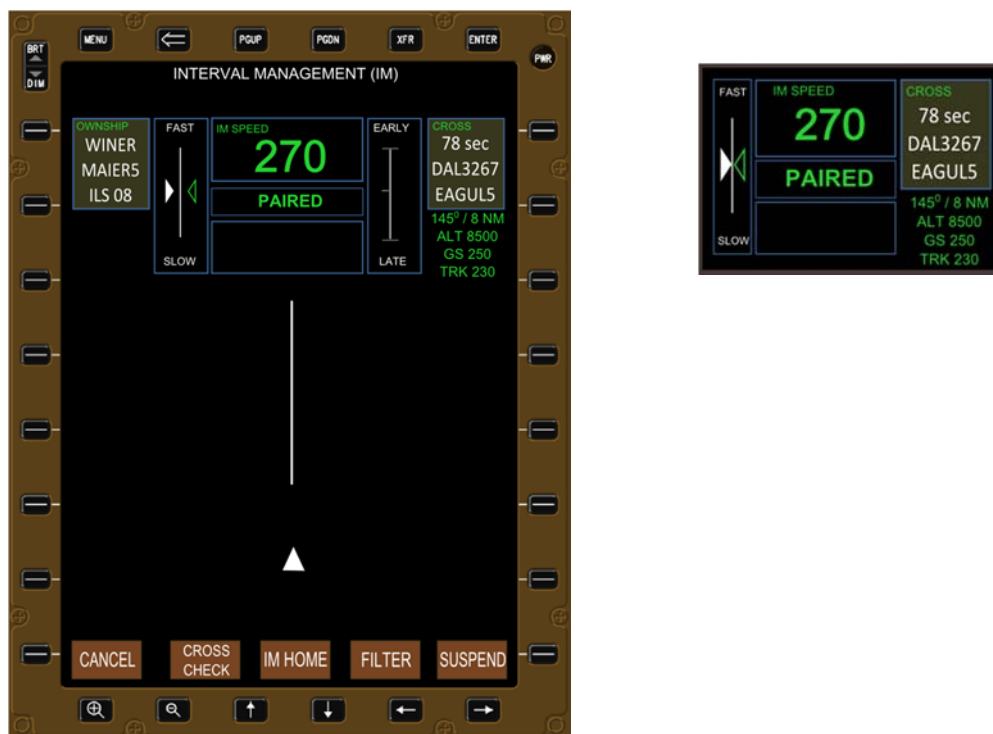 MENU
PGUP
PGDN
XFR
ENTER
BRT
DIM
PWR
INTERVAL MANAGEMENT (IM)
OWNSHIP
WINER
MAIER5
ILS 08
FAST
SLOW
IM SPEED
270
PAIRED
EARLY
LATE
CROSS
78 sec
DAL3267
EAGUL5
145⁰ / 8 NM
ALT 8500
GS 250
TRK 230
CANCEL
CROSS
CHECK
IM HOME
FILTER
SUSPEND
FAST
SLOW
IM SPEED
270
PAIRED
CROSS
78 sec
DAL3267
EAGUL5
145⁰ / 8 NM
ALT 8500
GS 250
TRK 230